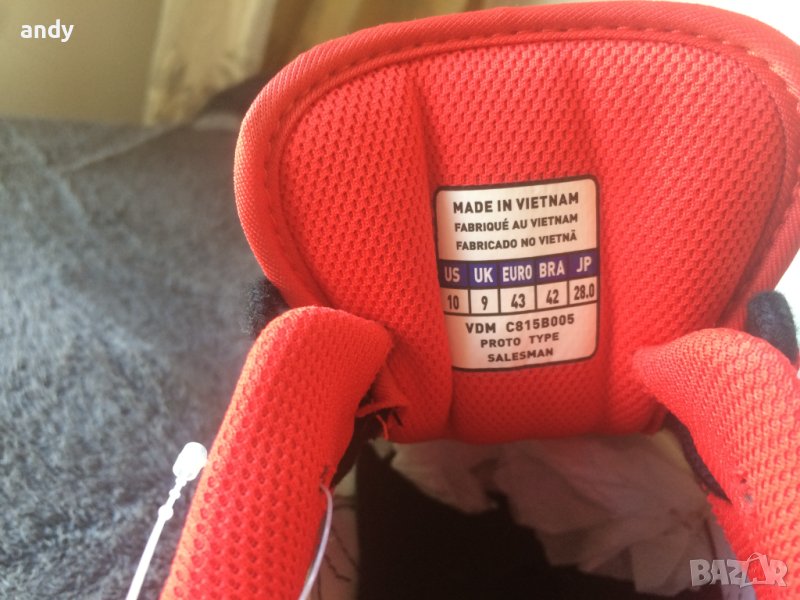 andy
MADE IN VIETNAM
FABRIQUÉ AU VIETNAM
FABRICADO NO VIETNÃ
US UK EURO BRA JP
10 9 43 42 28.0
VDM C815B005
PROTO TYPE
SALESMAN
BAZAR